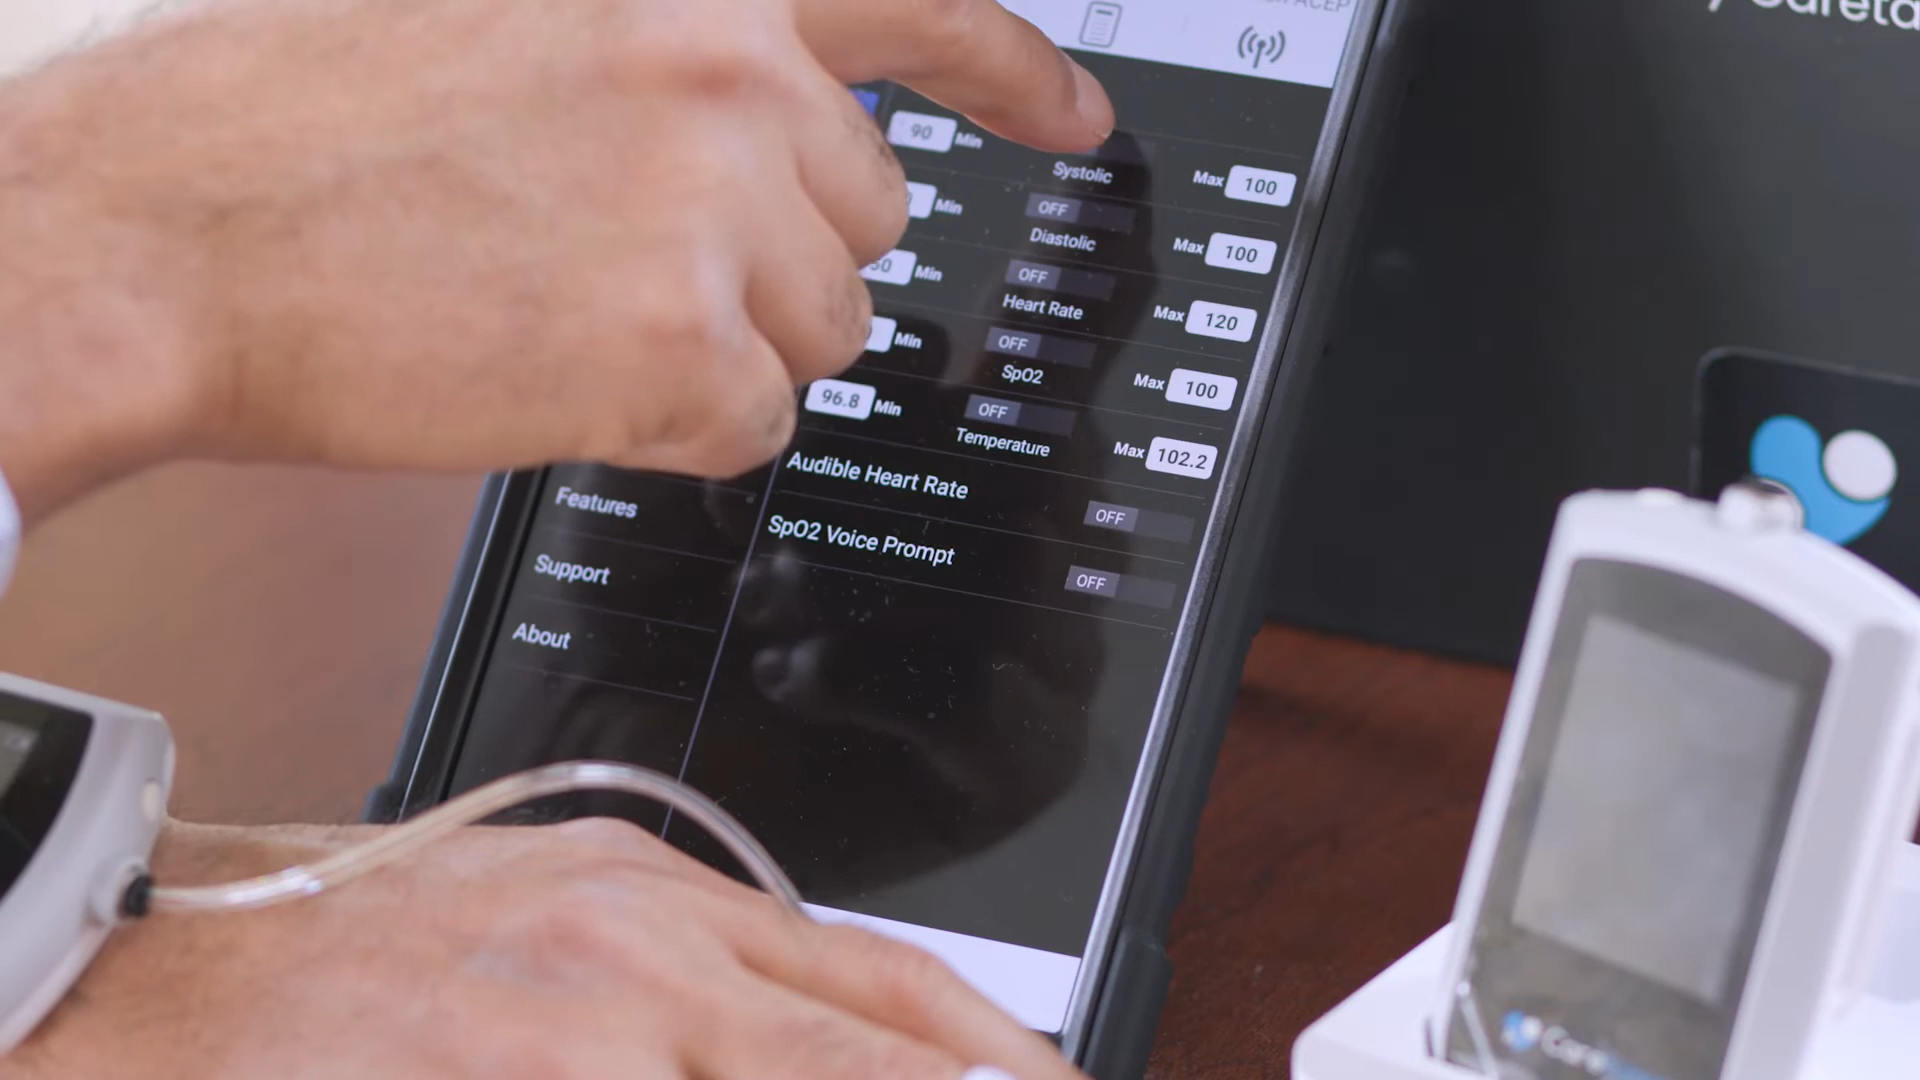 90 Min
Systolic
Max 100
Min
OFF
Diastolic
Max 100
Min
OFF
Heart Rate
Max 120
Min
OFF
SpO2
Max 100
96.8 Min
OFF
Temperature
Max 102.2
Audible Heart Rate
OFF
SpO2 Voice Prompt
OFF
Features
Support
About